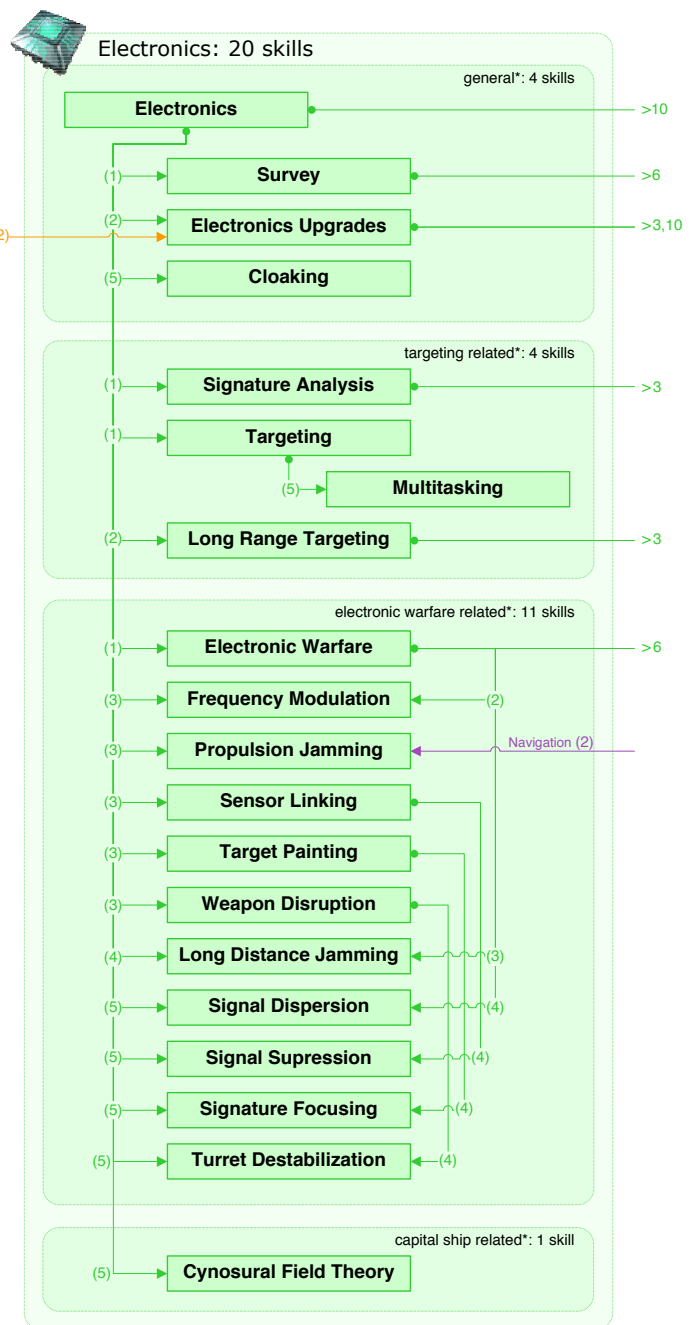 Electronics: 20 skills
general*: 4 skills
Electronics >10
(1) Survey >6
(2) Electronics Upgrades >3,10
2)
(5) Cloaking
targeting related*: 4 skills
(1) Signature Analysis >3
(1) Targeting
(5) Multitasking
(2) Long Range Targeting >3
electronic warfare related*: 11 skills
(1) Electronic Warfare >6
(3) Frequency Modulation (2)
(3) Propulsion Jamming Navigation (2)
(3) Sensor Linking
(3) Target Painting
(3) Weapon Disruption
(4) Long Distance Jamming (3)
(5) Signal Dispersion (4)
(5) Signal Supression (4)
(5) Signature Focusing (4)
(5) Turret Destabilization (4)
capital ship related*: 1 skill
(5) Cynosural Field Theory